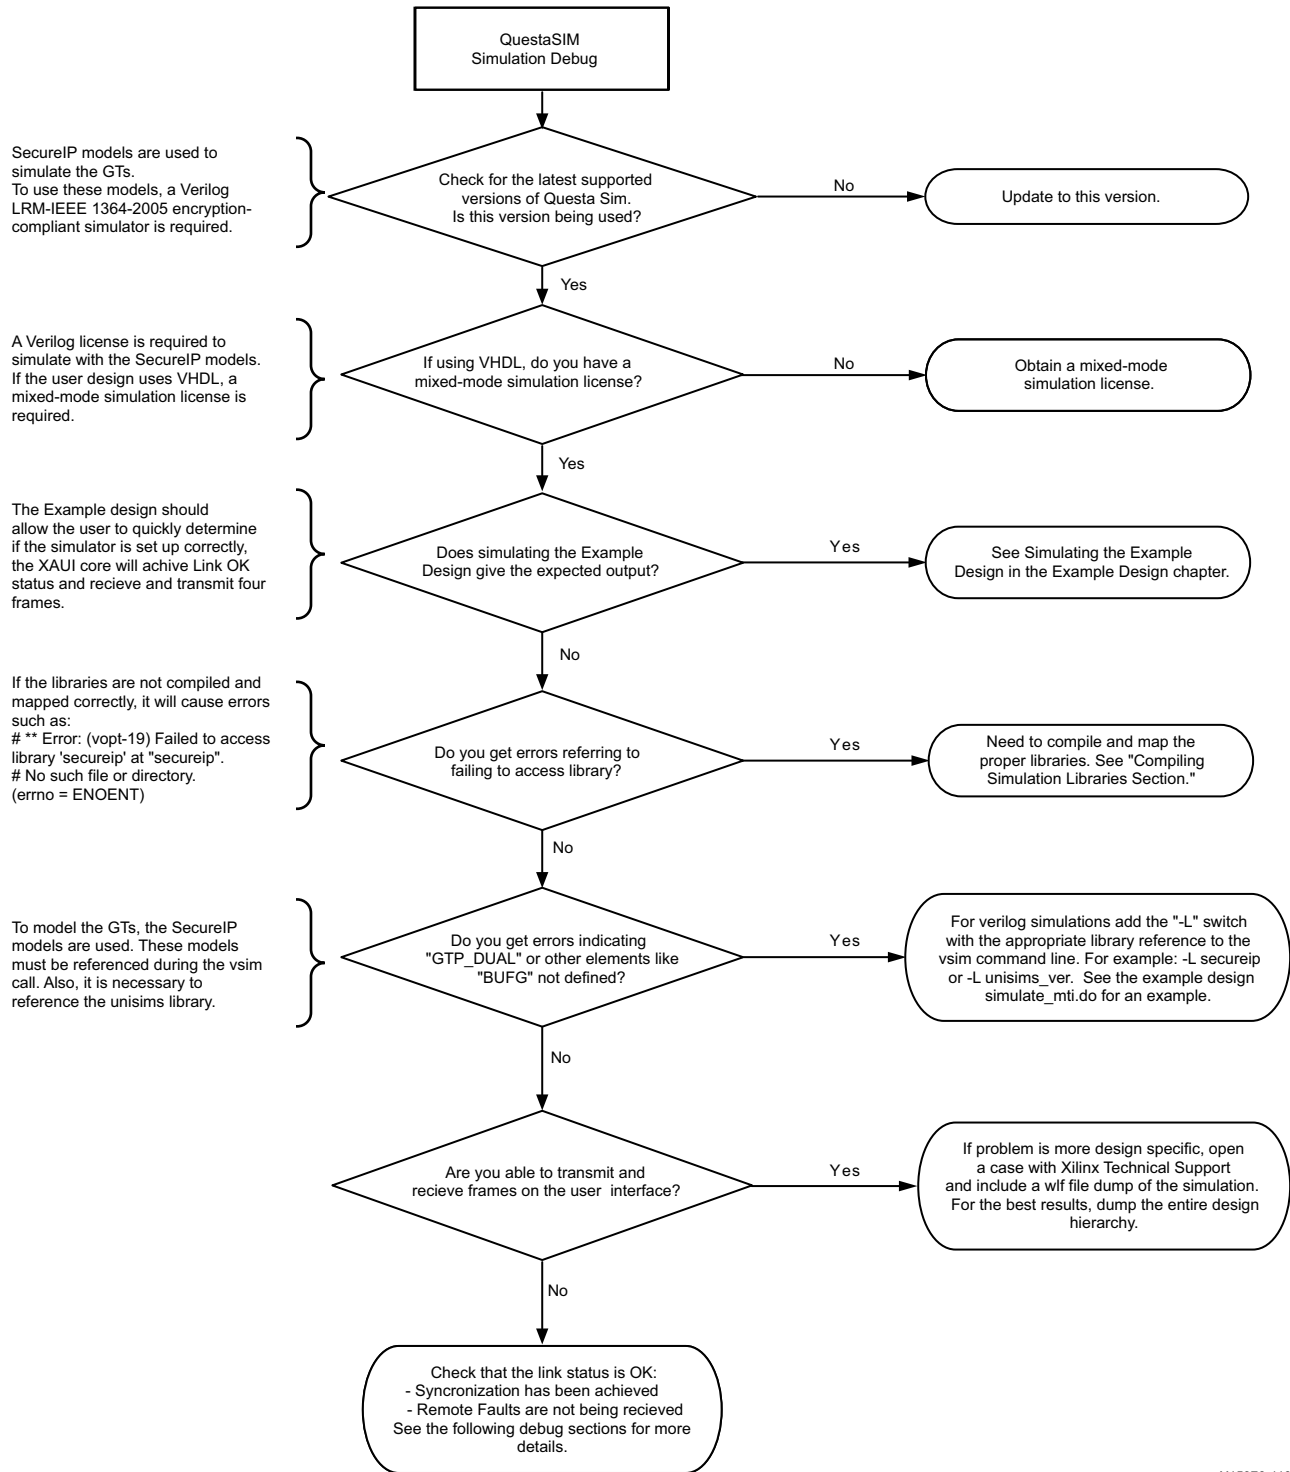 QuestaSIM
Simulation Debug
SecureIP models are used to
simulate the GTs.
To use these models, a Verilog
LRM-IEEE 1364-2005 encryption-
compliant simulator is required.
Check for the latest supported
versions of Questa Sim.
Is this version being used?
No
Update to this version.
Yes
A Verilog license is required to
simulate with the SecureIP models.
If the user design uses VHDL, a
mixed-mode simulation license is
required.
If using VHDL, do you have a
mixed-mode simulation license?
No
Obtain a mixed-mode
simulation license.
Yes
The Example design should
allow the user to quickly determine
if the simulator is set up correctly,
the XAUI core will achive Link OK
status and recieve and transmit four
frames.
Does simulating the Example
Design give the expected output?
Yes
See Simulating the Example
Design in the Example Design chapter.
No
If the libraries are not compiled and
mapped correctly, it will cause errors
such as:
# ** Error: (vopt-19) Failed to access
library 'secureip' at "secureip".
# No such file or directory.
(errno = ENOENT)
Do you get errors referring to
failing to access library?
Yes
Need to compile and map the
proper libraries. See "Compiling
Simulation Libraries Section."
No
To model the GTs, the SecureIP
models are used. These models
must be referenced during the vsim
call. Also, it is necessary to
reference the unisims library.
Do you get errors indicating
"GTP_DUAL" or other elements like
"BUFG" not defined?
Yes
For verilog simulations add the "-L" switch
with the appropriate library reference to the
vsim command line. For example: -L secureip
or -L unisims_ver. See the example design
simulate_mti.do for an example.
No
Are you able to transmit and
recieve frames on the user interface?
Yes
If problem is more design specific, open
a case with Xilinx Technical Support
and include a wlf file dump of the simulation.
For the best results, dump the entire design
hierarchy.
No
Check that the link status is OK:
- Syncronization has been achieved
- Remote Faults are not being recieved
See the following debug sections for more
details.